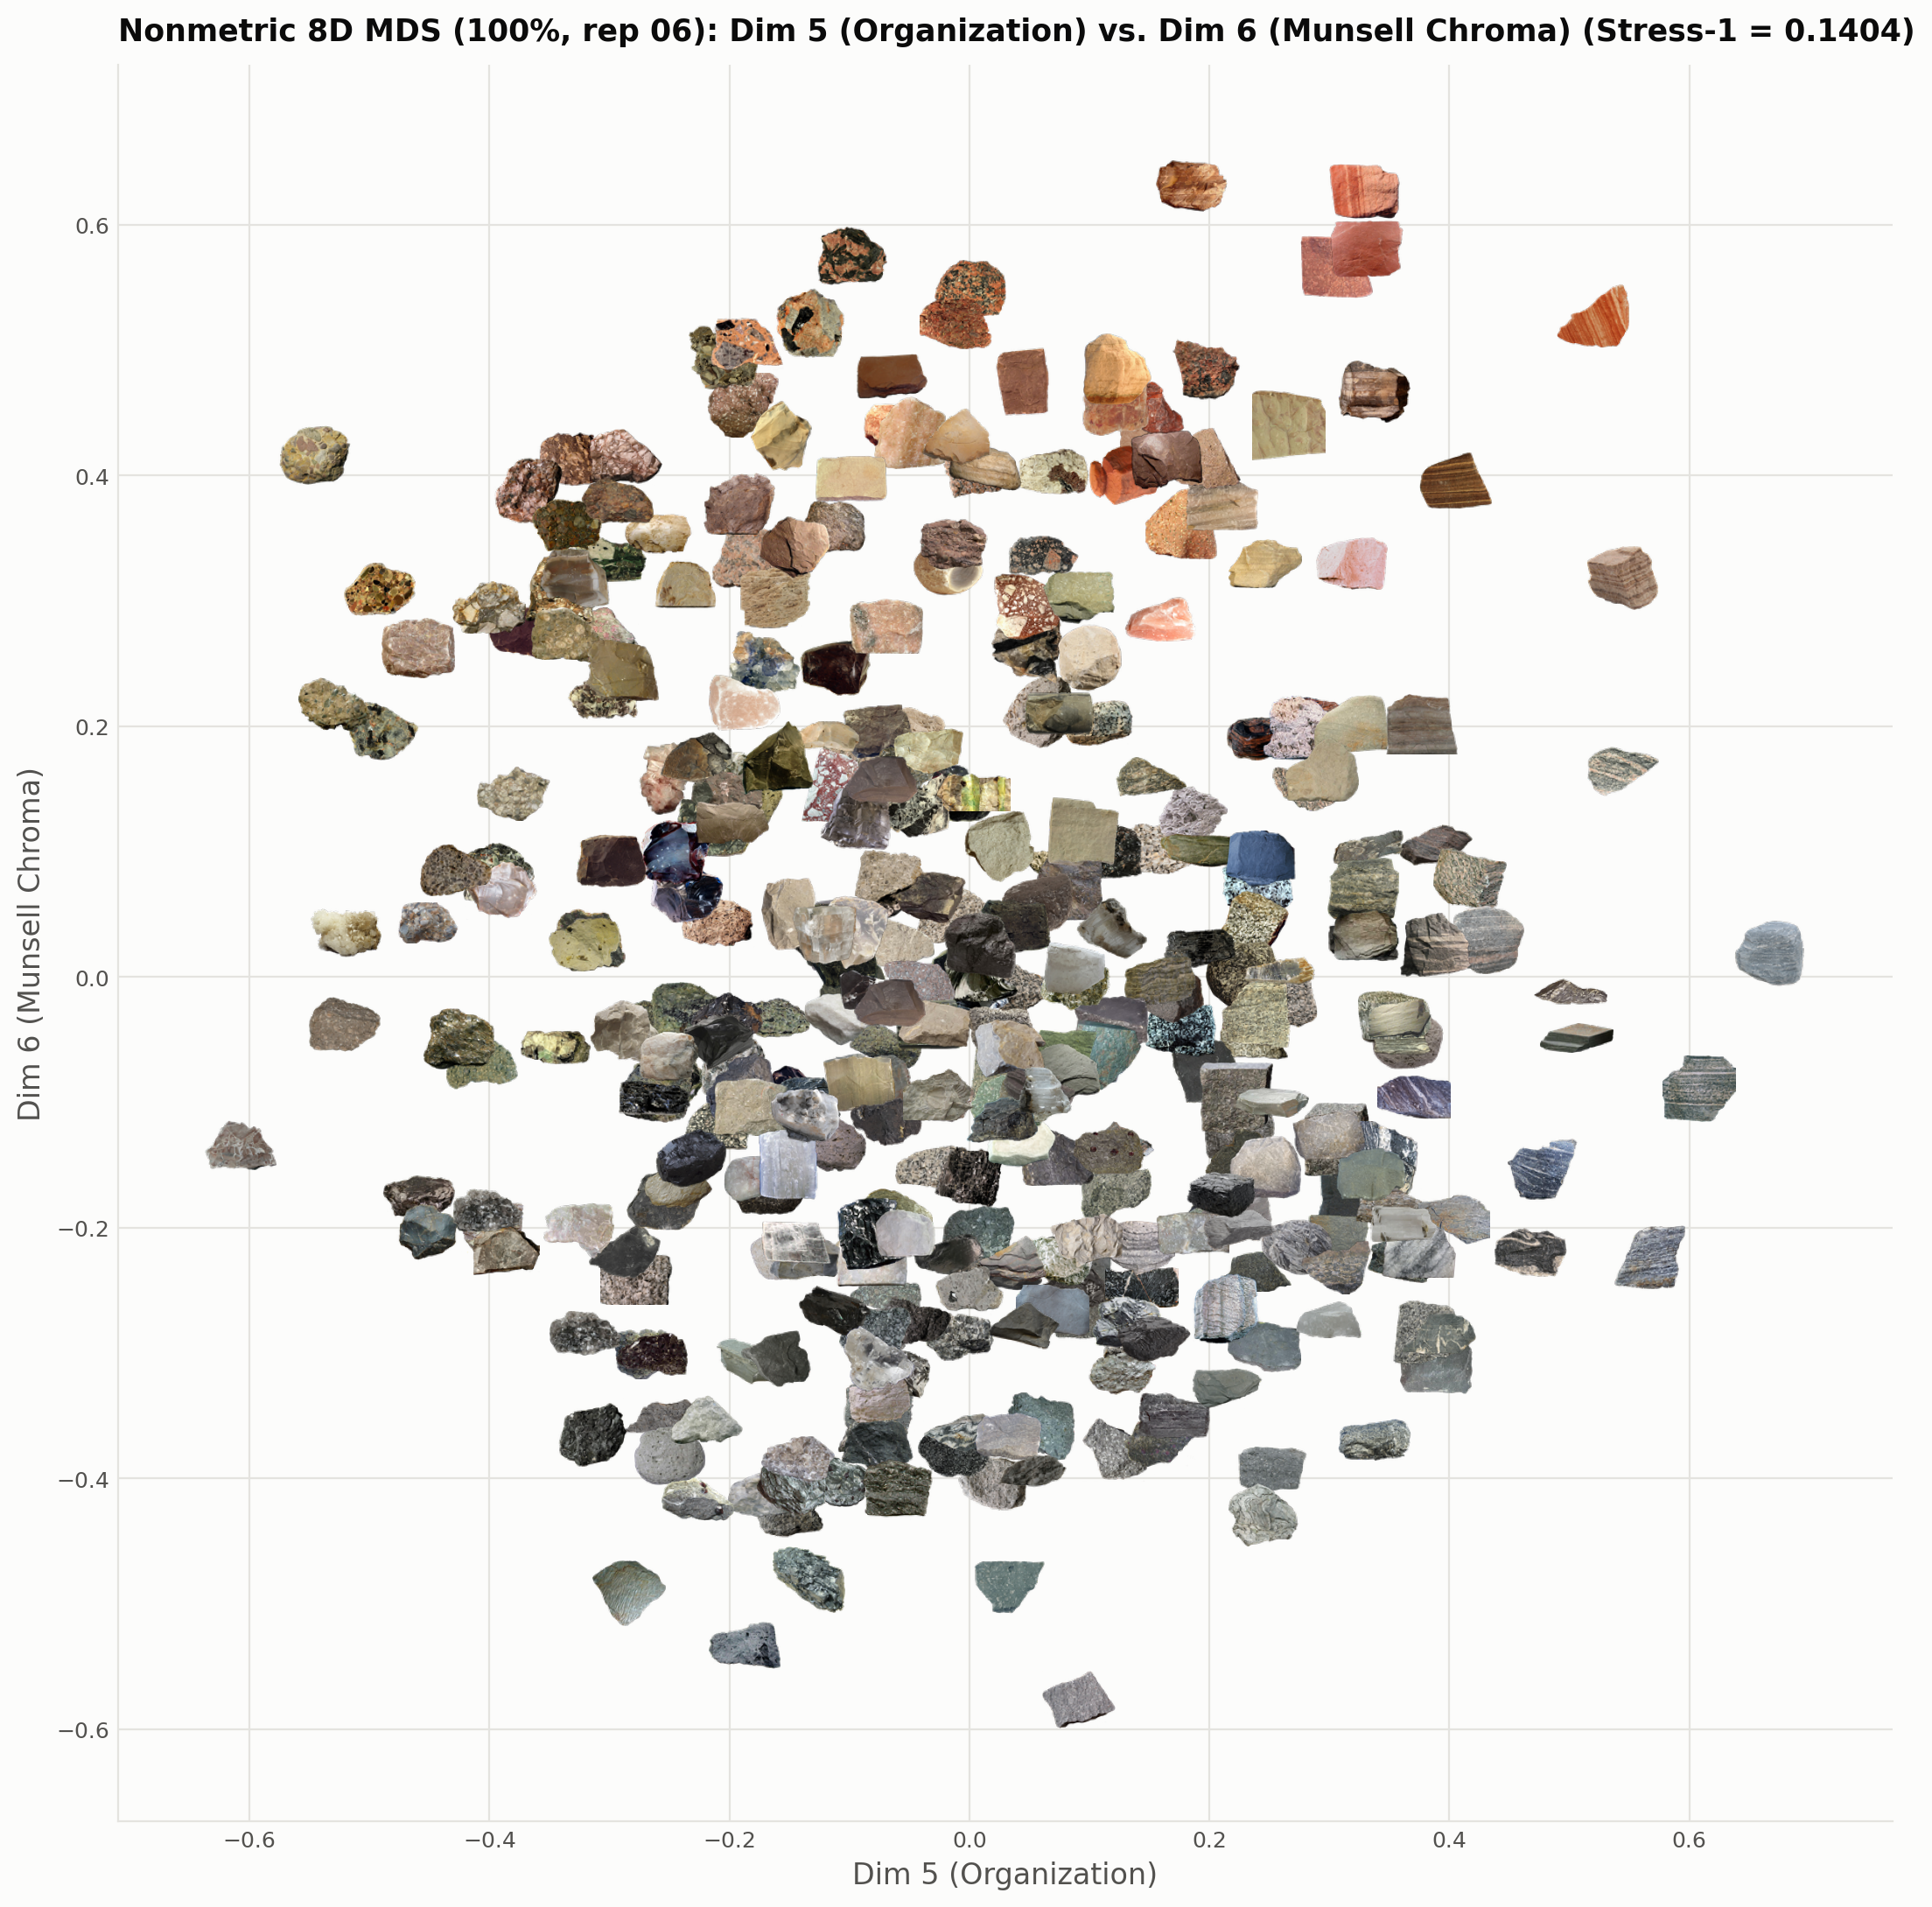 Nonmetric 8D MDS (100%, rep 06): Dim 5 (Organization) vs. Dim 6 (Munsell Chroma) (Stress-1 = 0.1404)
Dim 6 (Munsell Chroma)
0.6
0.4
0.2
0.0
−0.2
−0.4
−0.6
−0.6 −0.4 −0.2 0.0 0.2 0.4 0.6
Dim 5 (Organization)